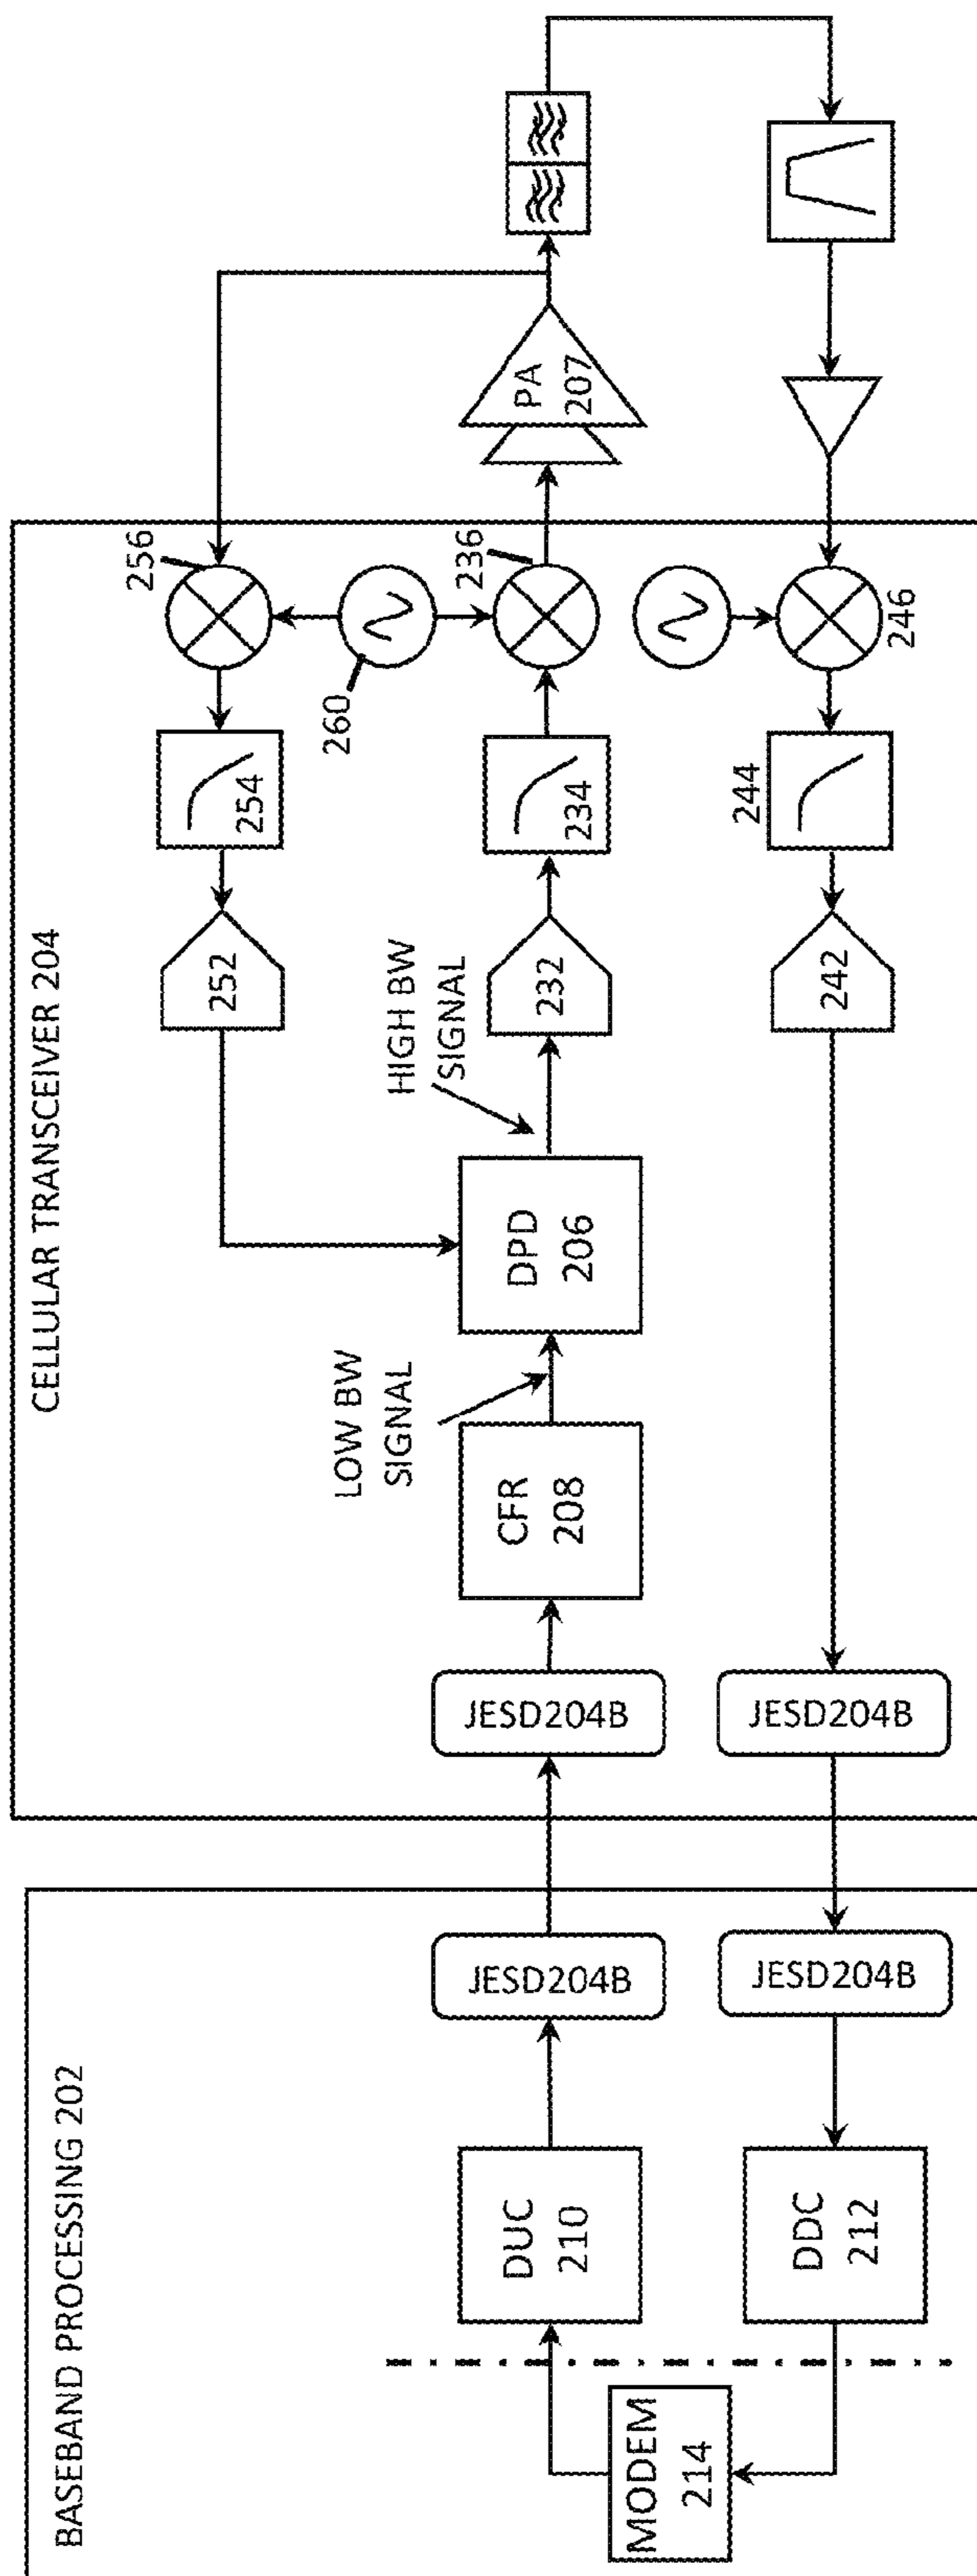 BASEBAND PROCESSING 202
MODEM
214
DUC
210
DDC
212
JESD204B
JESD204B
CELLULAR TRANSCEIVER 204
JESD204B
JESD204B
CFR
208
LOW BW
SIGNAL
DPD
206
HIGH BW
SIGNAL
252
254
256
232
234
260
236
242
244
246
PA
207